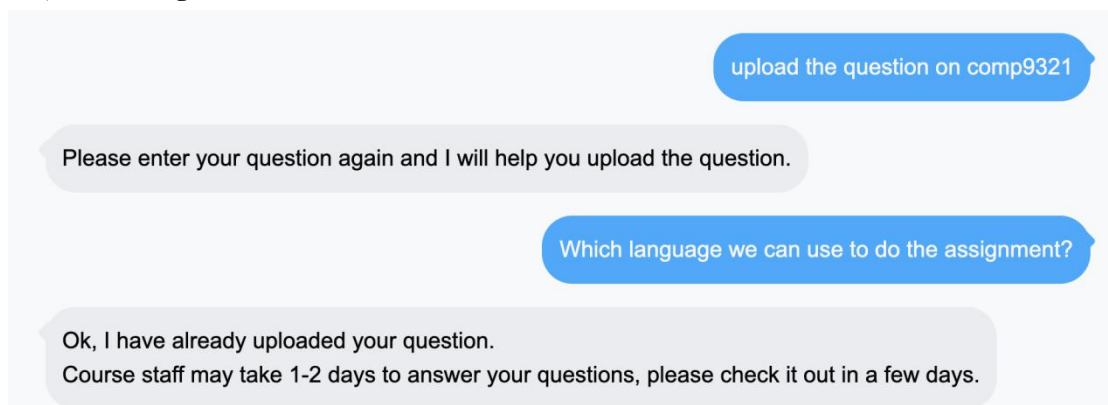 upload the question on comp9321
Please enter your question again and I will help you upload the question.
Which language we can use to do the assignment?
Ok, I have already uploaded your question.
Course staff may take 1-2 days to answer your questions, please check it out in a few days.